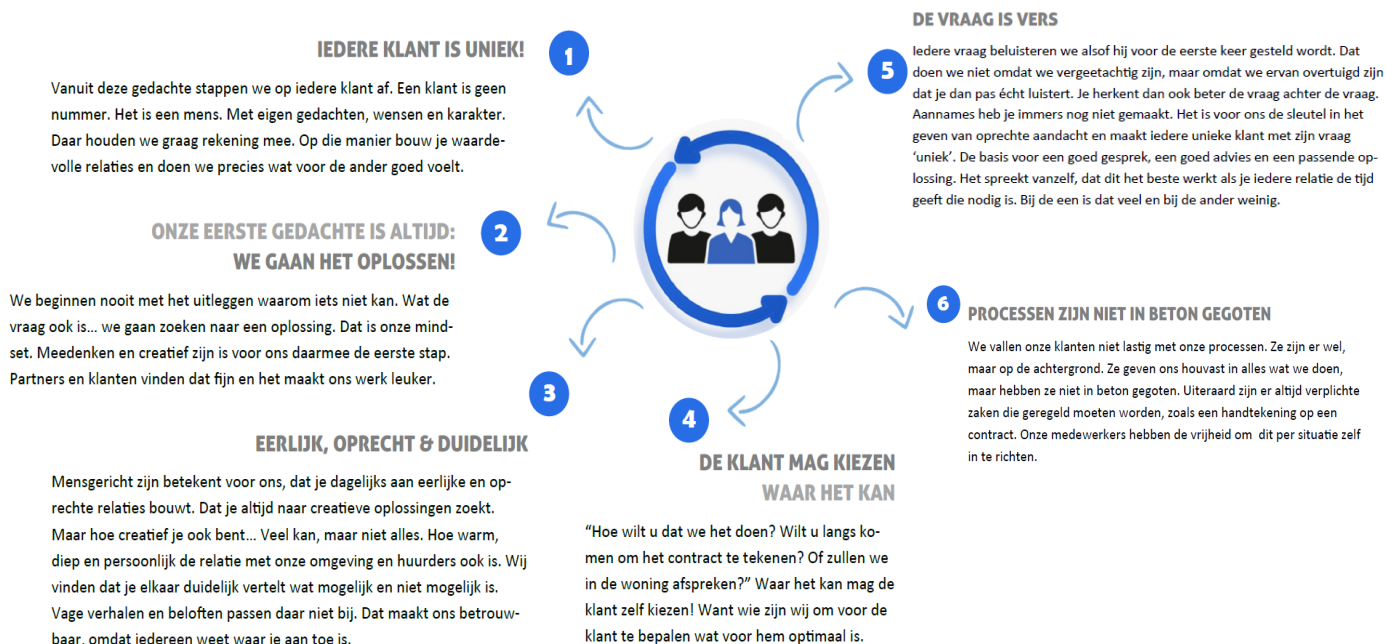 1
IEDERE KLANT IS UNIEK!
Vanuit deze gedachte stappen we op iedere klant af. Een klant is geen
nummer. Het is een mens. Met eigen gedachten, wensen en karakter.
Daar houden we graag rekening mee. Op die manier bouw je waarde-
volle relaties en doen we precies wat voor de ander goed voelt.
2
ONZE EERSTE GEDACHTE IS ALTIJD:
WE GAAN HET OPLOSSEN!
We beginnen nooit met het uitleggen waarom iets niet kan. Wat de
vraag ook is... we gaan zoeken naar een oplossing. Dat is onze mind-
set. Meedenken en creatief zijn is voor ons daarmee de eerste stap.
Partners en klanten vinden dat fijn en het maakt ons werk leuker.
3
EERLIJK, OPRECHT & DUIDELIJK
Mensgericht zijn betekent voor ons, dat je dagelijks aan eerlijke en op-
rechte relaties bouwt. Dat je altijd naar creatieve oplossingen zoekt.
Maar hoe creatief je ook bent... Veel kan, maar niet alles. Hoe warm,
diep en persoonlijk de relatie met onze omgeving en huurders ook is. Wij
vinden dat je elkaar duidelijk vertelt wat mogelijk en niet mogelijk is.
Vage verhalen en beloften passen daar niet bij. Dat maakt ons betrouw-
baar, omdat iedereen weet waar je aan toe is.
4
DE KLANT MAG KIEZEN
WAAR HET KAN
“Hoe wilt u dat we het doen? Wilt u langs ko-
men om het contract te tekenen? Of zullen we
in de woning afspreken?” Waar het kan mag de
klant zelf kiezen! Want wie zijn wij om voor de
klant te bepalen wat voor hem optimaal is.
5
DE VRAAG IS VERS
Iedere vraag beluisteren we alsof hij voor de eerste keer gesteld wordt. Dat
doen we niet omdat we vergeetachtig zijn, maar omdat we ervan overtuigd zijn
dat je dan pas écht luistert. Je herkent dan ook beter de vraag achter de vraag.
Aannames heb je immers nog niet gemaakt. Het is voor ons de sleutel in het
geven van oprechte aandacht en maakt iedere unieke klant met zijn vraag
‘uniek’. De basis voor een goed gesprek, een goed advies en een passende op-
lossing. Het spreekt vanzelf, dat dit het beste werkt als je iedere relatie de tijd
geeft die nodig is. Bij de een is dat veel en bij de ander weinig.
6
PROCESSEN ZIJN NIET IN BETON GEGOTEN
We vallen onze klanten niet lastig met onze processen. Ze zijn er wel,
maar op de achtergrond. Ze geven ons houvast in alles wat we doen,
maar hebben ze niet in beton gegoten. Uiteraard zijn er altijd verplichte
zaken die geregeld moeten worden, zoals een handtekening op een
contract. Onze medewerkers hebben de vrijheid om dit per situatie zelf
in te richten.